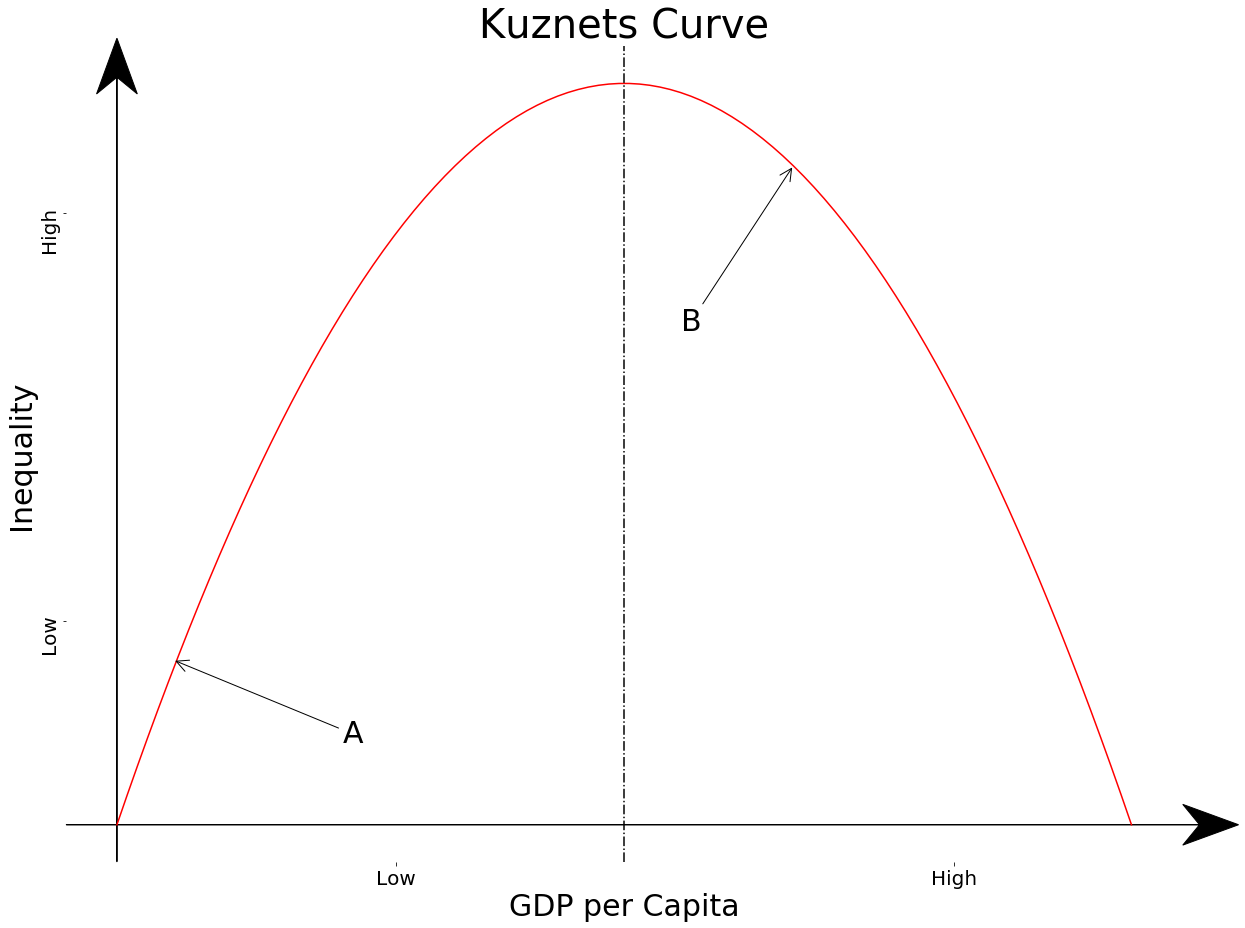 Kuznets Curve
High
B
Inequality
Low
A
Low
High
GDP per Capita